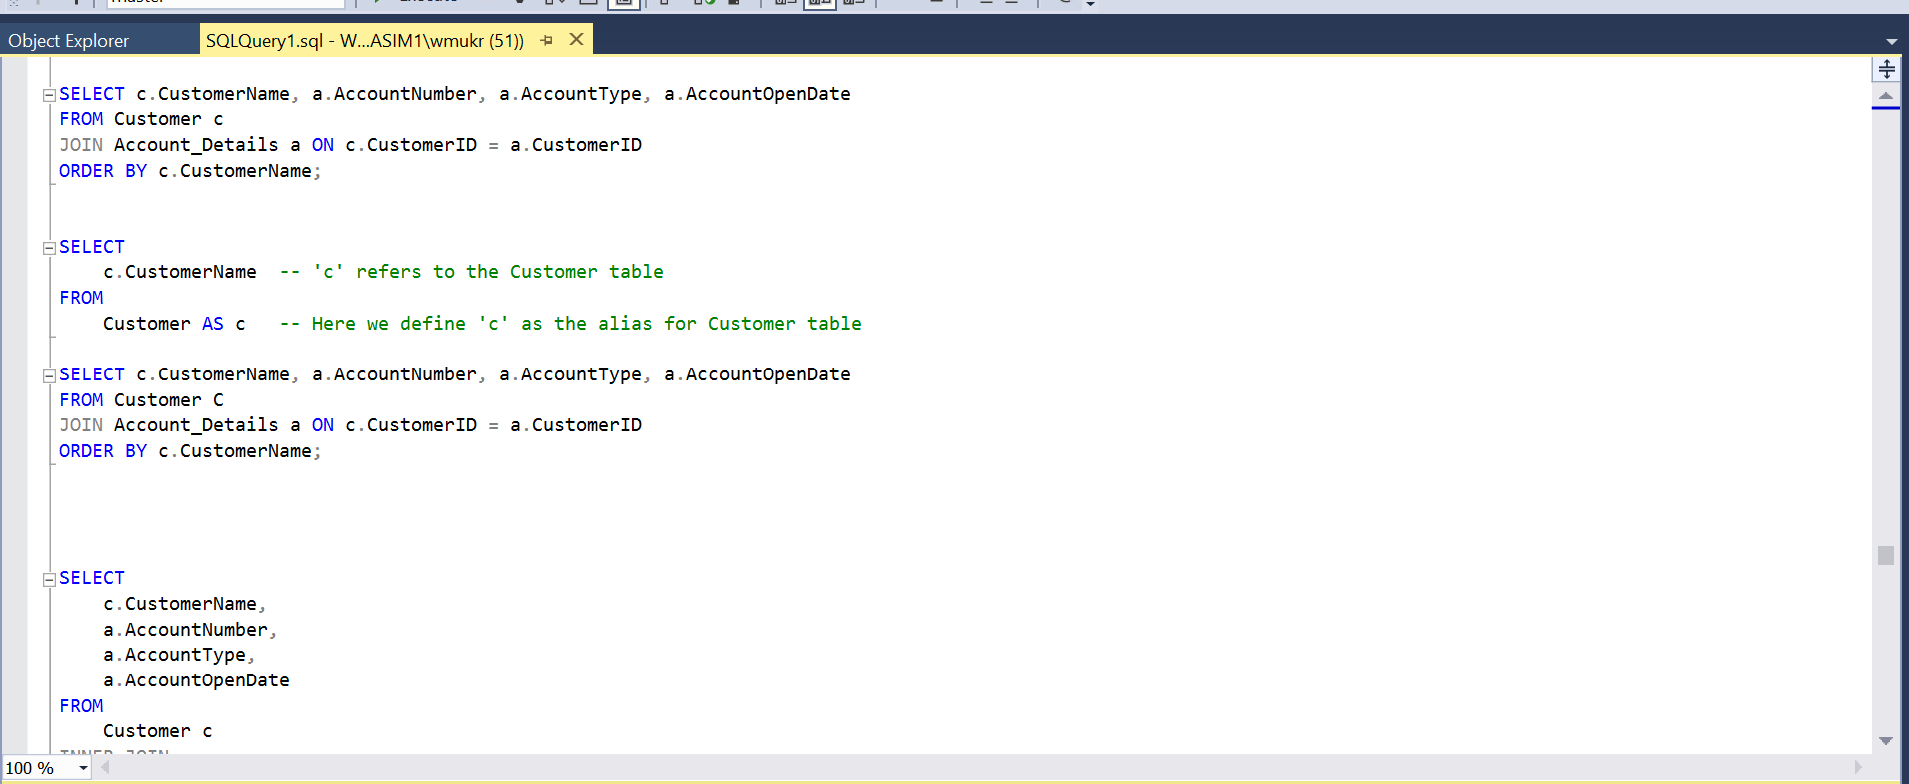 Object Explorer
SQLQuery1.sql - W...ASIM1\wmukr (51))
SELECT c.CustomerName, a.AccountNumber, a.AccountType, a.AccountOpenDate
FROM Customer c
JOIN Account_Details a ON c.CustomerID = a.CustomerID
ORDER BY c.CustomerName;
SELECT
c.CustomerName -- 'c' refers to the Customer table
FROM
Customer AS c -- Here we define 'c' as the alias for Customer table
SELECT c.CustomerName, a.AccountNumber, a.AccountType, a.AccountOpenDate
FROM Customer C
JOIN Account_Details a ON c.CustomerID = a.CustomerID
ORDER BY c.CustomerName;
SELECT
c.CustomerName,
a.AccountNumber,
a.AccountType,
a.AccountOpenDate
FROM
Customer c
INNER JOIN
100 %